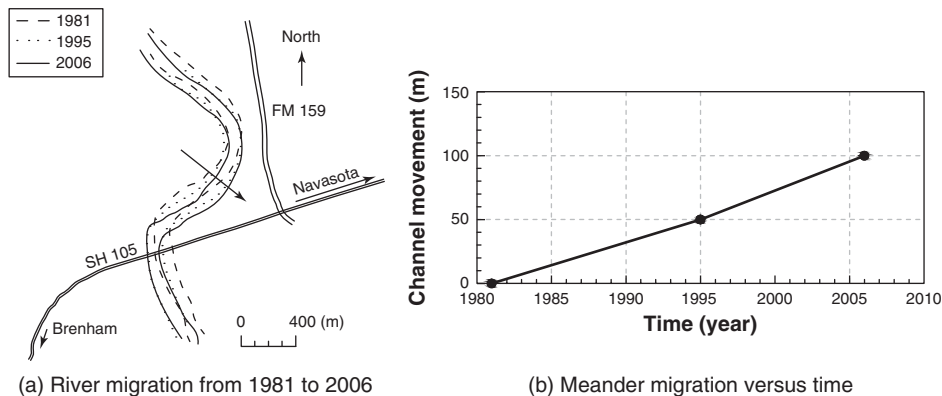 1981
1995
2006
North
FM 159
Navasota
SH 105
Brenham
0 400 (m)
(a) River migration from 1981 to 2006
Channel movement (m)
150
100
50
0
1980 1985 1990 1995 2000 2005 2010
Time (year)
(b) Meander migration versus time